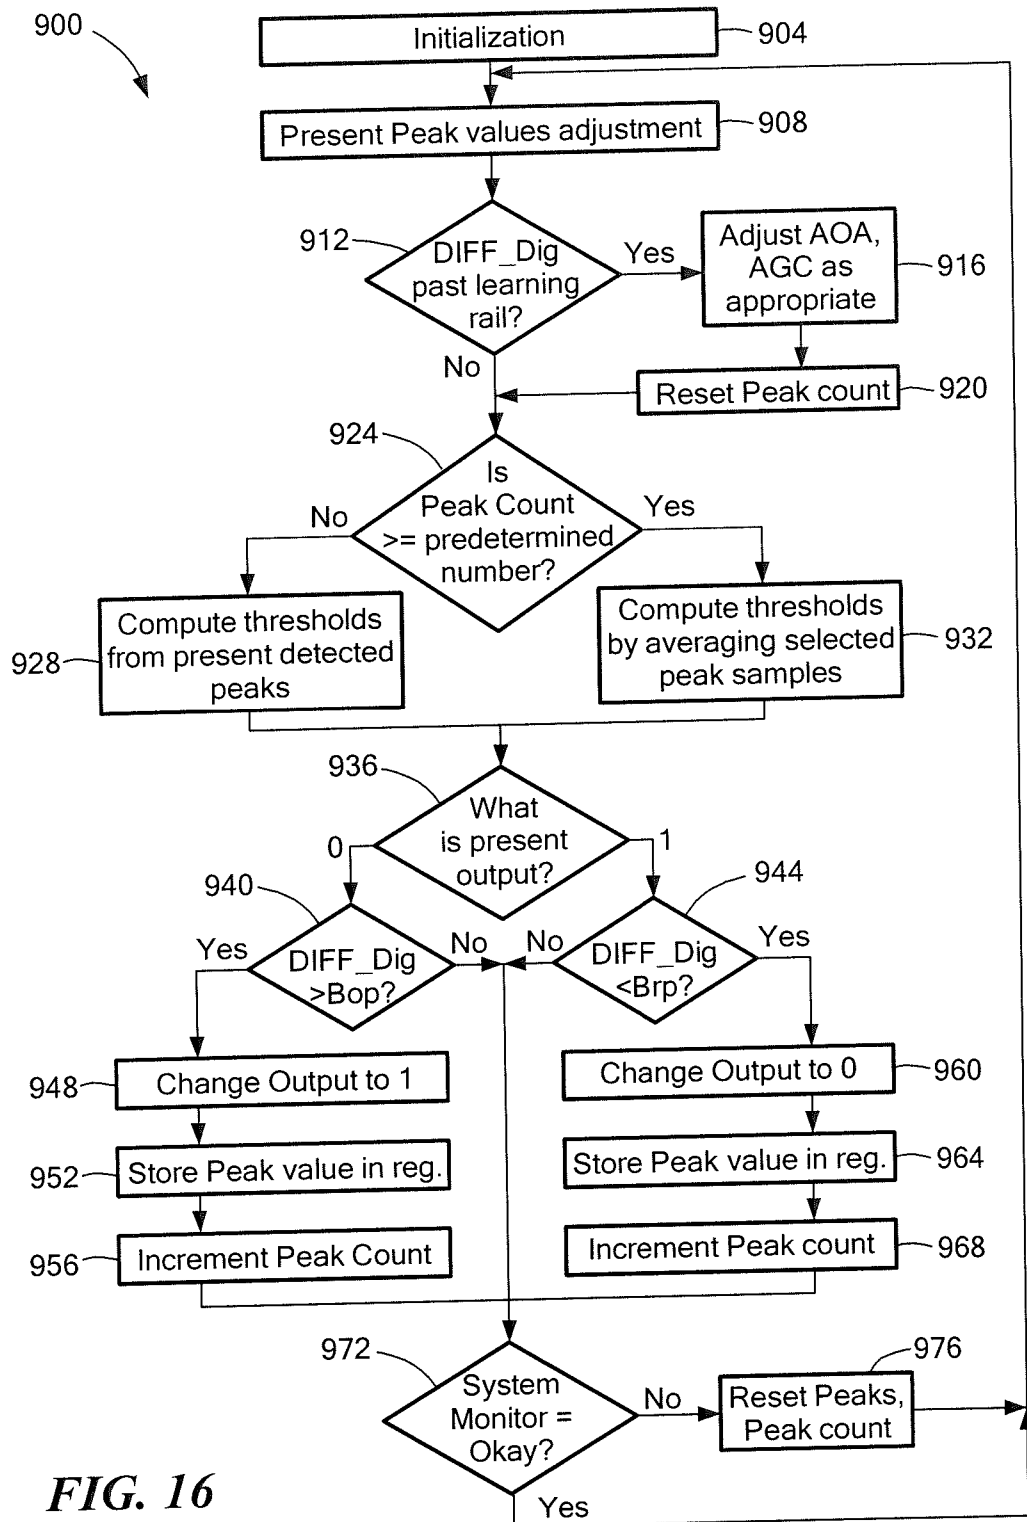 900
Initialization
904
Present Peak values adjustment
908
912
DIFF_Dig
past learning
rail?
Yes
No
Adjust AOA,
AGC as
appropriate
916
Reset Peak count
920
924
Is
Peak Count
>= predetermined
number?
No
Yes
928
Compute thresholds
from present detected
peaks
Compute thresholds
by averaging selected
peak samples
932
936
What
is present
output?
0
1
940
DIFF_Dig
>Bop?
Yes
No
944
DIFF_Dig
<Brp?
No
Yes
948
Change Output to 1
Change Output to 0
960
952
Store Peak value in reg.
Store Peak value in reg.
964
956
Increment Peak Count
Increment Peak count
968
972
System
Monitor =
Okay?
No
Yes
976
Reset Peaks,
Peak count
FIG. 16